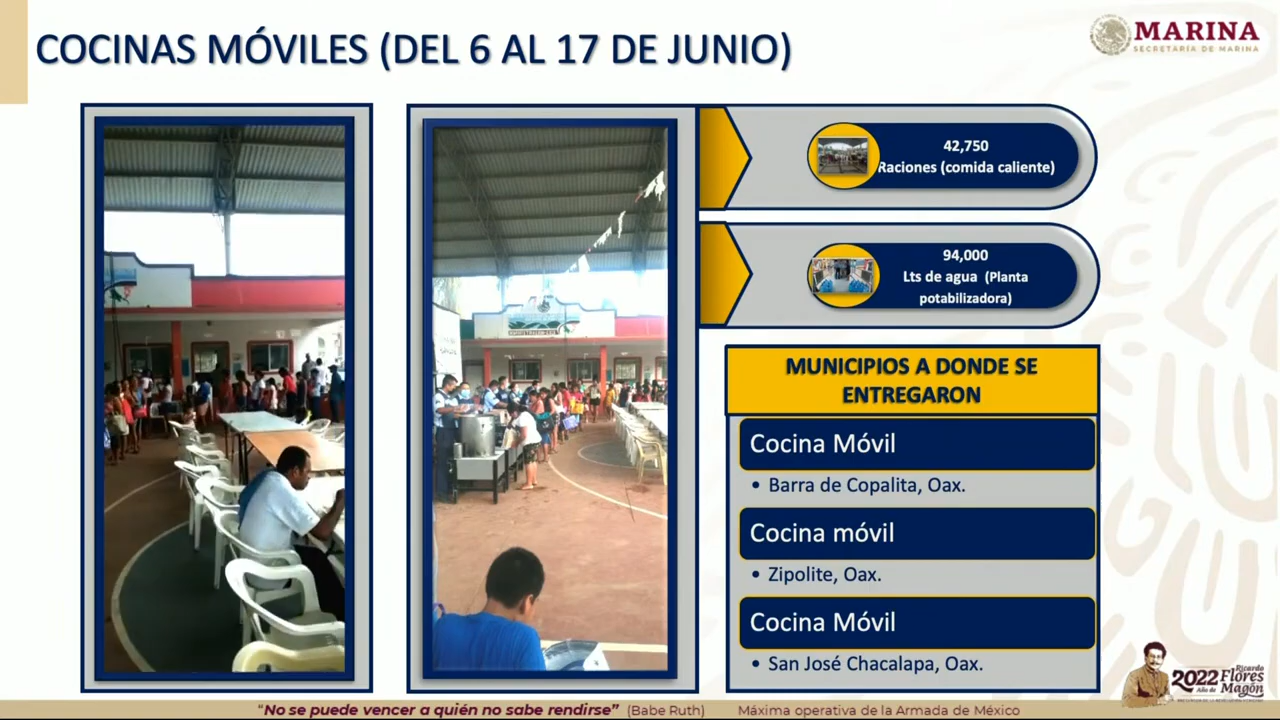 COCINAS MÓVILES (DEL 6 AL 17 DE JUNIO)
MARINA
SECRETARÍA DE MARINA
42,750
Raciones (comida caliente)
94,000
Lts de agua (Planta
potabilizadora)
MUNICIPIOS A DONDE SE
ENTREGARON
Cocina Móvil
• Barra de Copalita, Oax.
Cocina móvil
• Zipolite, Oax.
Cocina Móvil
• San José Chacalapa, Oax.
2022 Ricardo
Año de Flores
Magón
“No se puede vencer a quién no sabe rendirse” (Babe Ruth) Máxima operativa de la Armada de México